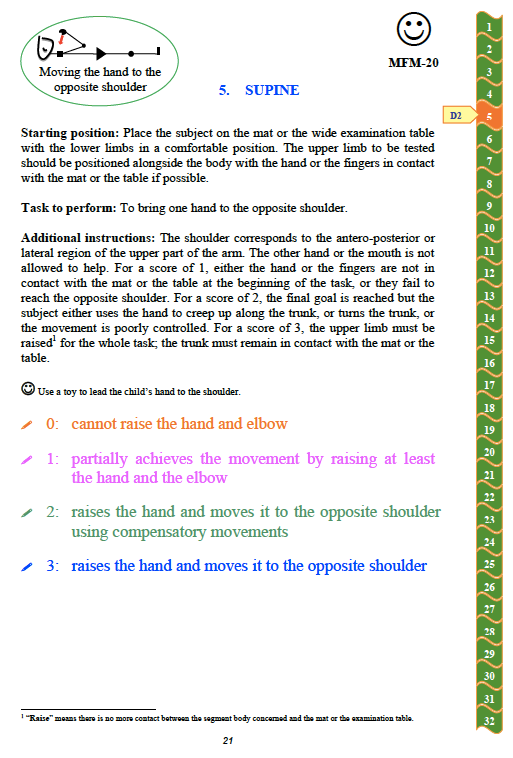 Moving the hand to the
opposite shoulder
MFM-20
5. SUPINE
D2
Starting position: Place the subject on the mat or the wide examination table
with the lower limbs in a comfortable position. The upper limb to be tested
should be positioned alongside the body with the hand or the fingers in contact
with the mat or the table if possible.
Task to perform: To bring one hand to the opposite shoulder.
Additional instructions: The shoulder corresponds to the antero-posterior or
lateral region of the upper part of the arm. The other hand or the mouth is not
allowed to help. For a score of 1, either the hand or the fingers are not in
contact with the mat or the table at the beginning of the task, or they fail to
reach the opposite shoulder. For a score of 2, the final goal is reached but the
subject either uses the hand to creep up along the trunk, or turns the trunk, or
the movement is poorly controlled. For a score of 3, the upper limb must be
raised¹ for the whole task; the trunk must remain in contact with the mat or the
table.
Use a toy to lead the child's hand to the shoulder.
0: cannot raise the hand and elbow
1: partially achieves the movement by raising at least
the hand and the elbow
2: raises the hand and moves it to the opposite shoulder
using compensatory movements
3: raises the hand and moves it to the opposite shoulder
¹ "Raise" means there is no more contact between the segment body concerned and the mat or the examination table.
21
1
2
3
4
5
6
7
8
9
10
11
12
13
14
15
16
17
18
19
20
21
22
23
24
25
26
27
28
29
30
31
32